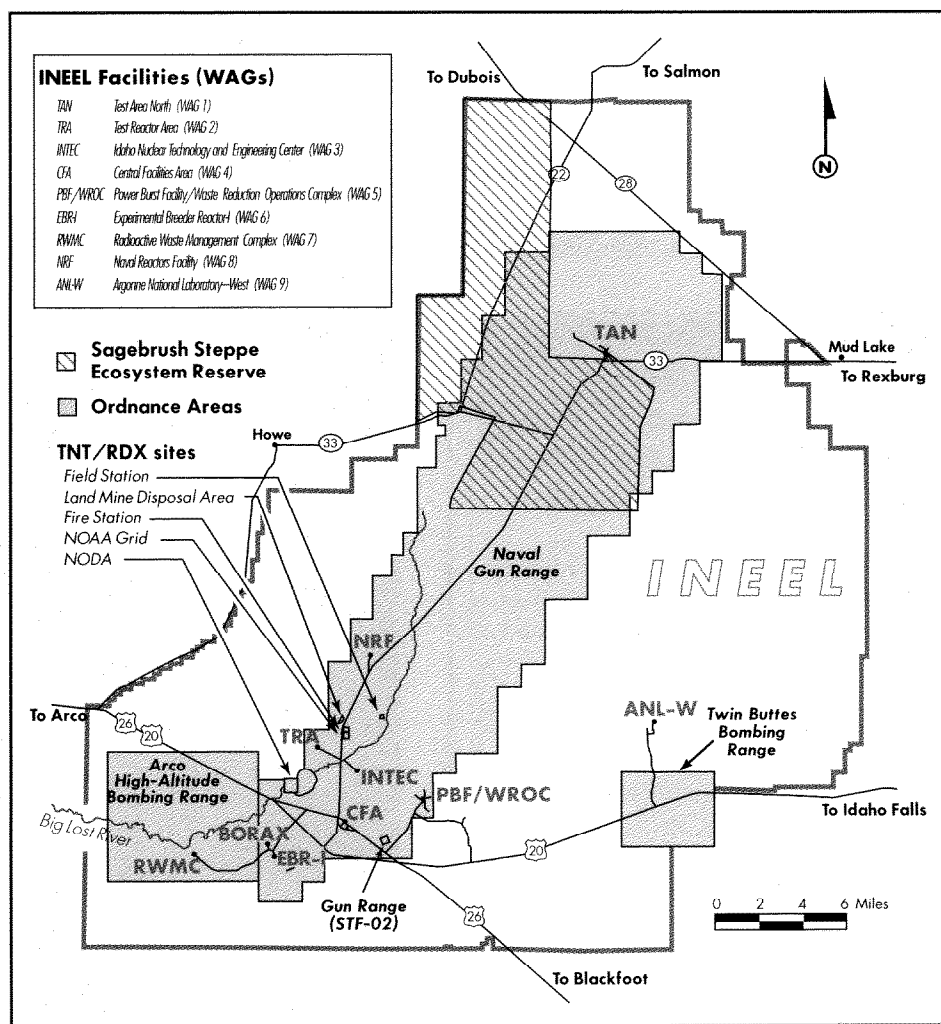 INEEL Facilities (WAGs)
TAN Test Area North (WAG 1)
TRA Test Reactor Area (WAG 2)
INTEC Idaho Nuclear Technology and Engineering Center (WAG 3)
CFA Central Facilities Area (WAG 4)
PBF/WROC Power Burst Facility/Waste Reduction Operations Complex (WAG 5)
EBR-I Experimental Breeder Reactor-I (WAG 6)
RWMC Radioactive Waste Management Complex (WAG 7)
NRF Naval Reactors Facility (WAG 8)
ANL-W Argonne National Laboratory--West (WAG 9)
To Dubois
To Salmon
N
22
28
Sagebrush Steppe
Ecosystem Reserve
Ordnance Areas
TAN
33
Mud Lake
To Rexburg
Howe
33
TNT/RDX sites
Field Station
Land Mine Disposal Area
Fire Station
NOAA Grid
NODA
Naval
Gun Range
INEEL
NRF
To Arco
26
20
TRA
INTEC
ANL-W
Twin Buttes
Bombing
Range
Arco
High-Altitude
Bombing Range
PBF/WROC
To Idaho Falls
Big Lost River
CFA
BORAX
EBR-I
RWMC
20
Gun Range
(STF-02)
26
0 2 4 6 Miles
To Blackfoot